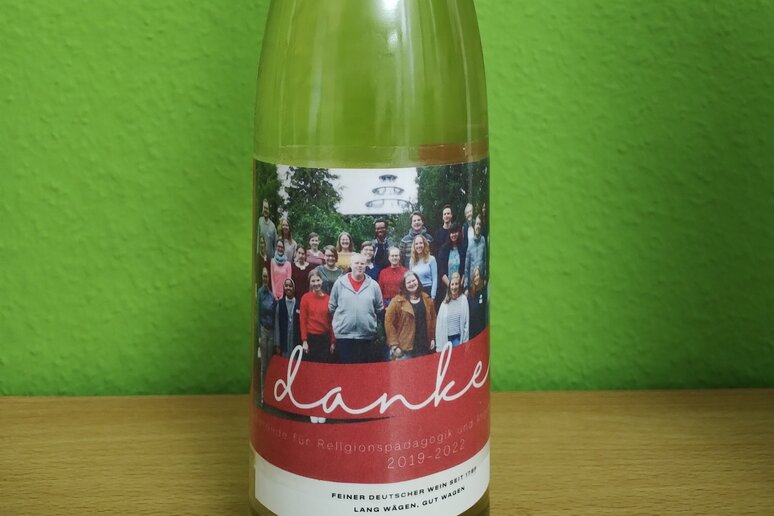 danke
für Religionspädagogik und
2019-2022
FEINER DEUTSCHER WEIN SEIT
LANG WÄGEN, GUT WAGEN